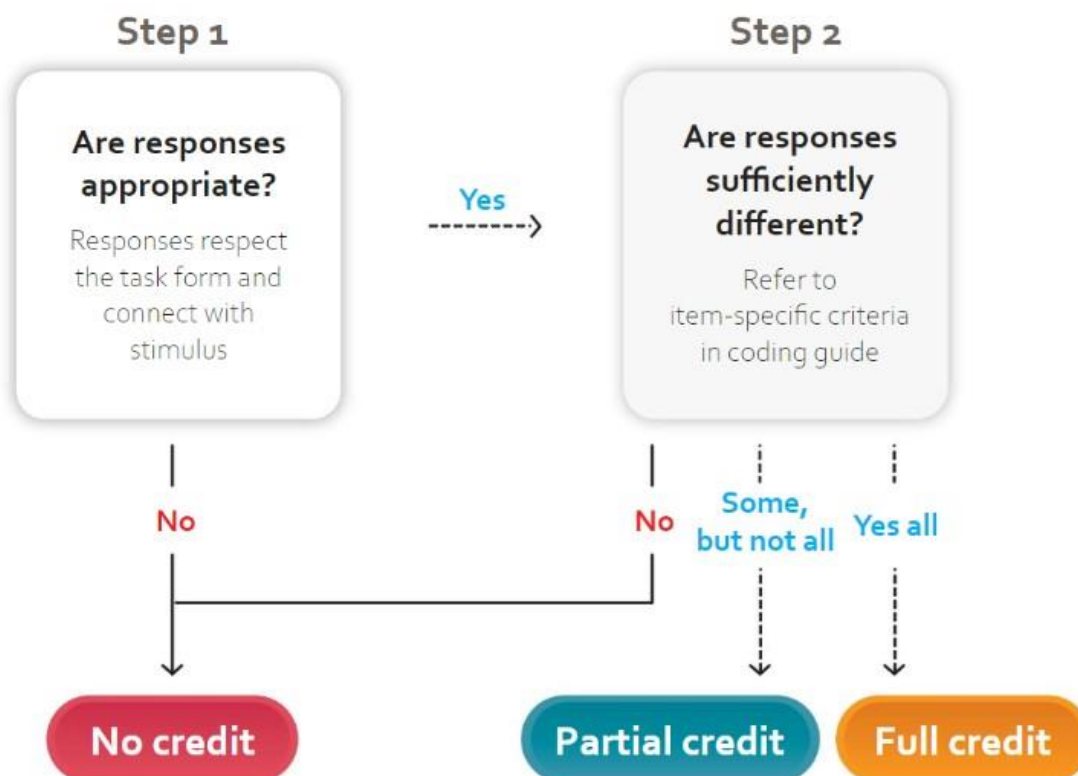 Step 1
Are responses
appropriate?
Responses respect
the task form and
connect with
stimulus
No
Yes
Step 2
Are responses
sufficiently
different?
Refer to
item-specific criteria
in coding guide
No
Some,
but not all
Yes all
No credit
Partial credit
Full credit